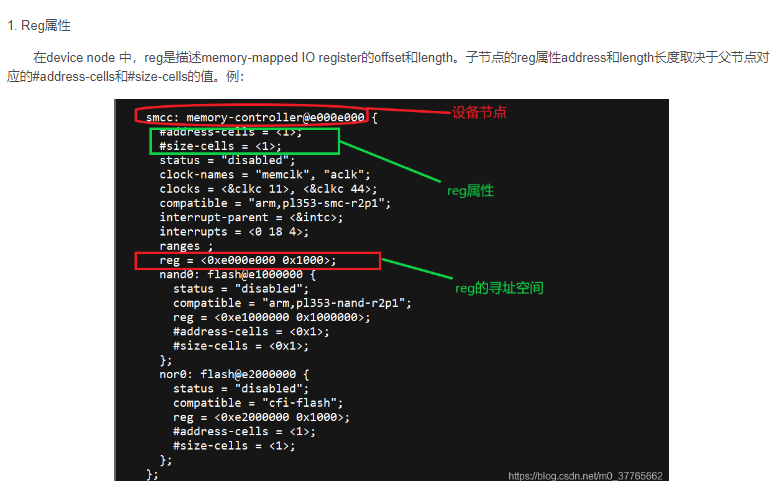 1. Reg属性
在device node 中，reg是描述memory-mapped IO register的offset和length。子节点的reg属性address和length长度取决于父节点对
应的#address-cells和#size-cells的值。例：
smcc: memory-controller@e000e000 { 设备节点
#address-cells = <1>;
#size-cells = <1>;
status = "disabled";
clock-names = "memclk", "aclk";
clocks = <&clkc 11>, <&clkc 44>; reg属性
compatible = "arm,pl353-smc-r2p1";
interrupt-parent = <&intc>;
interrupts = <0 18 4>;
ranges ;
reg = <0xe000e000 0x1000>;
nand0: flash@e1000000 {
status = "disabled"; reg的寻址空间
compatible = "arm,pl353-nand-r2p1";
reg = <0xe1000000 0x1000000>;
#address-cells = <0x1>;
#size-cells = <0x1>;
};
nor0: flash@e2000000 {
status = "disabled";
compatible = "cfi-flash";
reg = <0xe2000000 0x1000>;
#address-cells = <1>;
#size-cells = <1>;
};
};
https://blog.csdn.net/m0_37765662